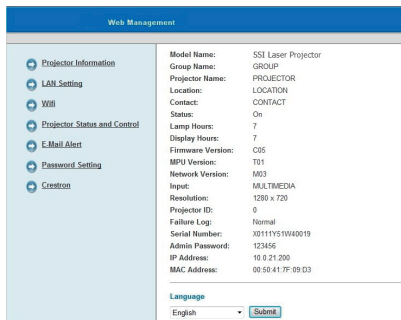 Web Management
Projector Information
LAN Setting
Wifi
Projector Status and Control
E-Mail Alert
Password Setting
Crestron
Model Name: SSI Laser Projector
Group Name: GROUP
Projector Name: PROJECTOR
Location: LOCATION
Contact: CONTACT
Status: On
Lamp Hours: 7
Display Hours: 7
Firmware Version: C05
MPU Version: T01
Network Version: M03
Input: MULTIMEDIA
Resolution: 1280 x 720
Projector ID: 0
Failure Log: Normal
Serial Number: X0111Y51W40019
Admin Password: 123456
IP Address: 10.0.21.200
MAC Address: 00:50:41:7F:09:D3
Language
English Submit